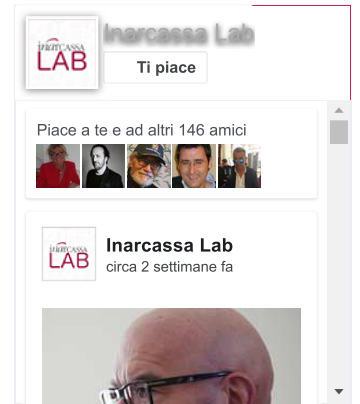 inarCASSA
LAB
Inarcassa Lab
Ti piace
Piace a te e ad altri 146 amici
inarCASSA
LAB
Inarcassa Lab
circa 2 settimane fa